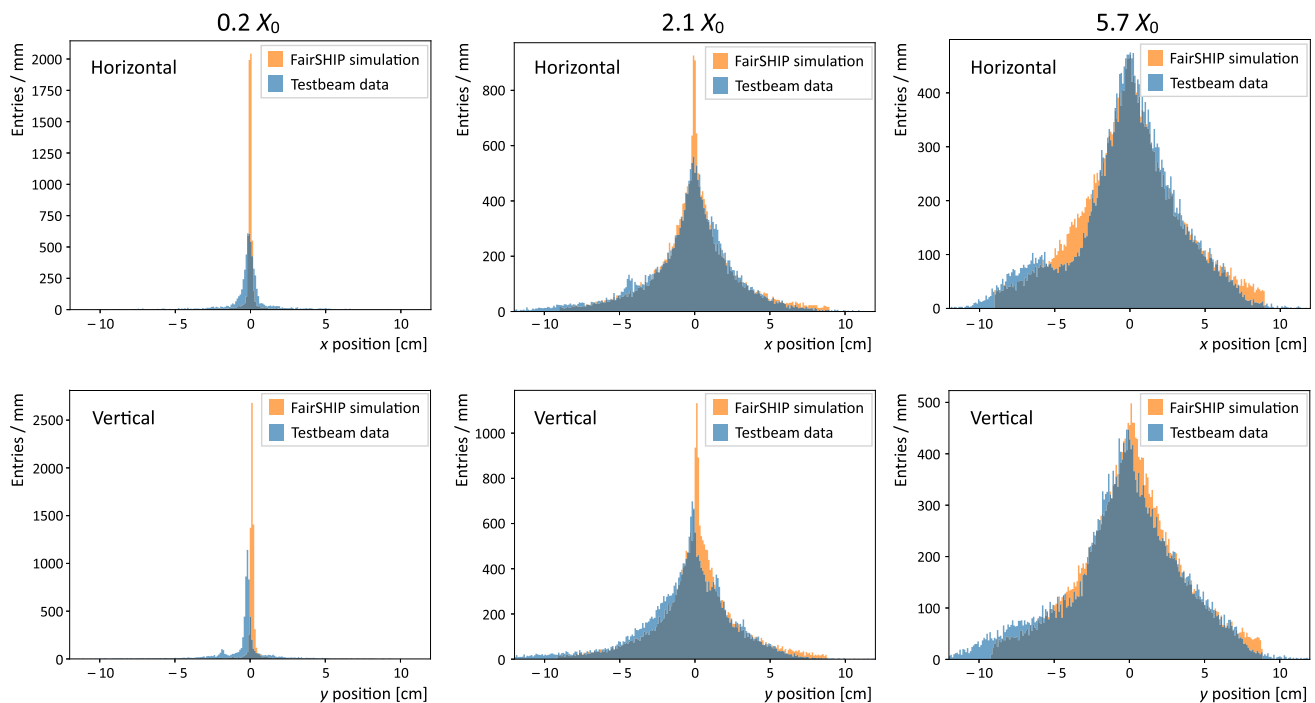 0.2 X₀
2.1 X₀
5.7 X₀
Entries / mm
Horizontal
FairSHIP simulation
Testbeam data
2000
1750
1500
1250
1000
750
500
250
0
−10 −5 0 5 10
x position [cm]
Entries / mm
Horizontal
FairSHIP simulation
Testbeam data
800
600
400
200
0
−10 −5 0 5 10
x position [cm]
Entries / mm
Horizontal
FairSHIP simulation
Testbeam data
400
300
200
100
0
−10 −5 0 5 10
x position [cm]
Entries / mm
Vertical
FairSHIP simulation
Testbeam data
2500
2000
1500
1000
500
0
−10 −5 0 5 10
y position [cm]
Entries / mm
Vertical
FairSHIP simulation
Testbeam data
1000
800
600
400
200
0
−10 −5 0 5 10
y position [cm]
Entries / mm
Vertical
FairSHIP simulation
Testbeam data
500
400
300
200
100
0
−10 −5 0 5 10
y position [cm]